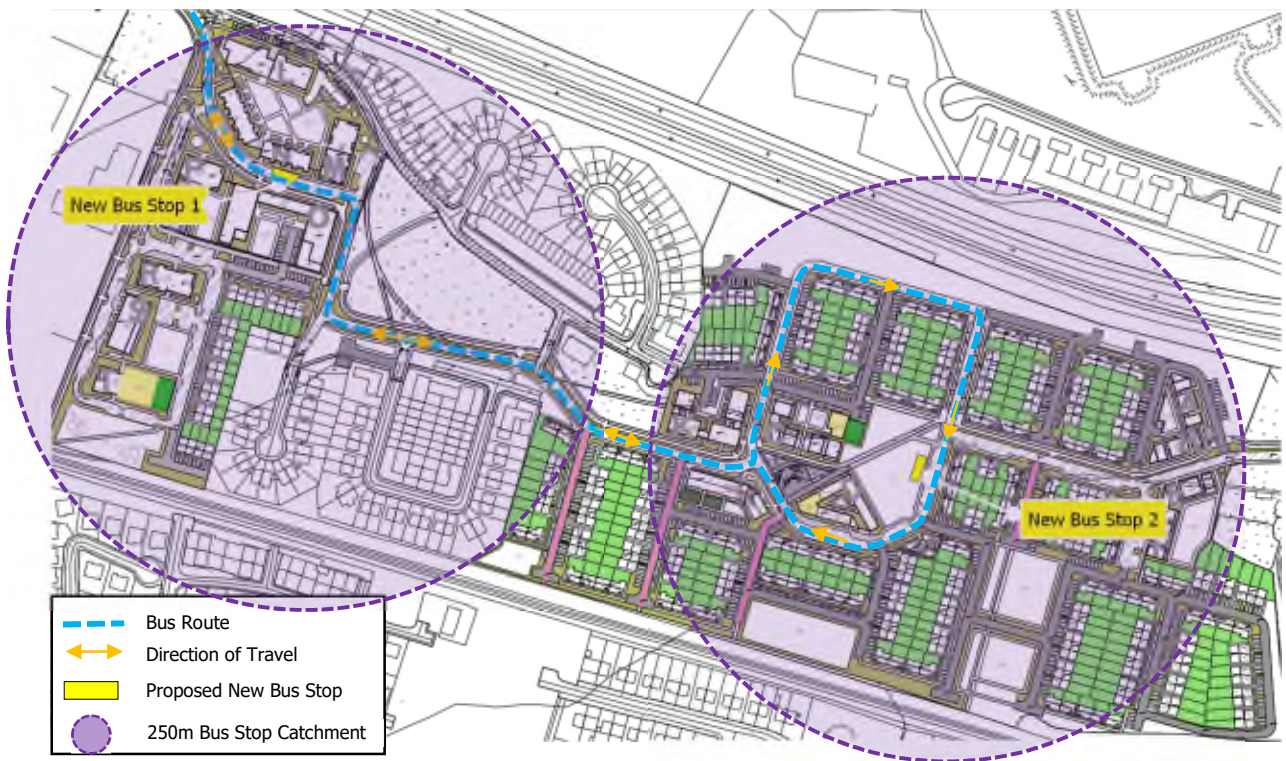 New Bus Stop 1
New Bus Stop 2
Bus Route
Direction of Travel
Proposed New Bus Stop
250m Bus Stop Catchment